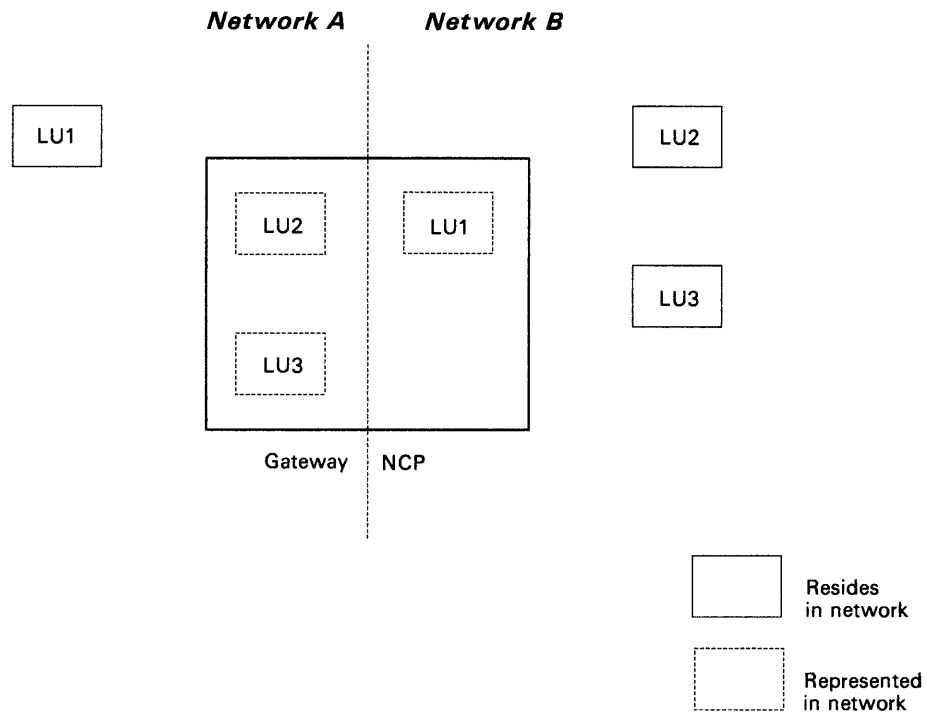 Network A Network B
LU1
LU2
LU2
LU1
LU3
LU3
Gateway NCP
Resides
in network
Represented
in network